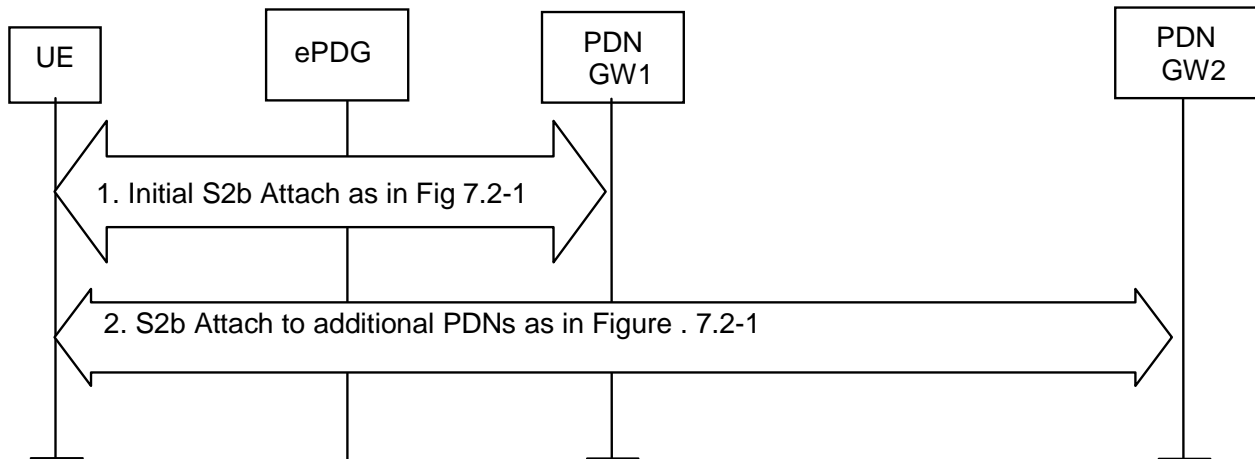 UE
ePDG
PDN
GW1
PDN
GW2
1. Initial S2b Attach as in Fig 7.2-1
2. S2b Attach to additional PDNs as in Figure . 7.2-1